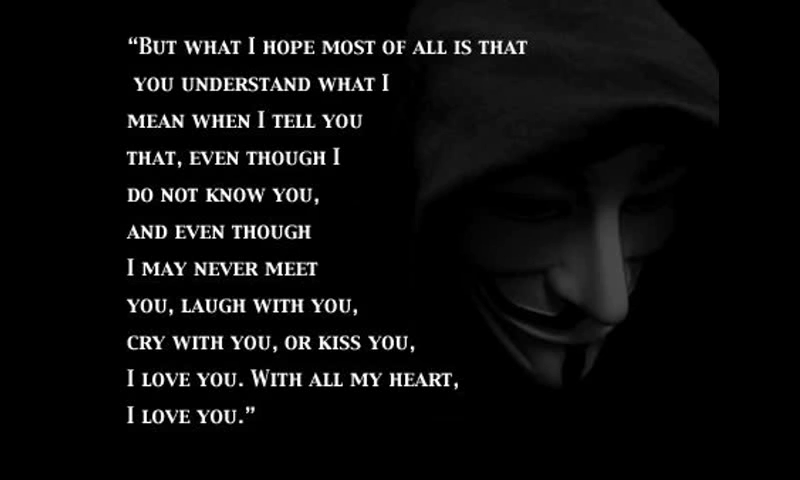 “But what I hope most of all is that
you understand what I
mean when I tell you
that, even though I
do not know you,
and even though
I may never meet
you, laugh with you,
cry with you, or kiss you,
I love you. With all my heart,
I love you.”